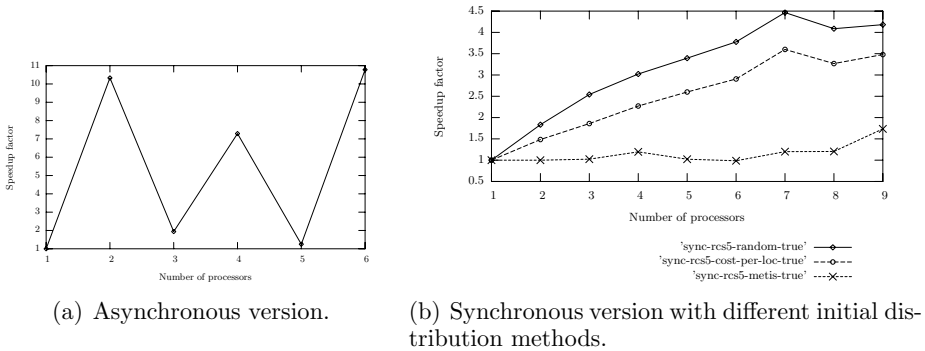 11
10
9
8
7
6
5
4
3
2
1
Speedup factor
1 2 3 4 5 6
Number of processors
(a) Asynchronous version.
4.5
4
3.5
3
2.5
2
1.5
1
0.5
Speedup factor
1 2 3 4 5 6 7 8 9
Number of processors
'sync-rcs5-random-true'
'sync-rcs5-cost-per-loc-true'
'sync-rcs5-metis-true'
(b) Synchronous version with different initial dis-
tribution methods.